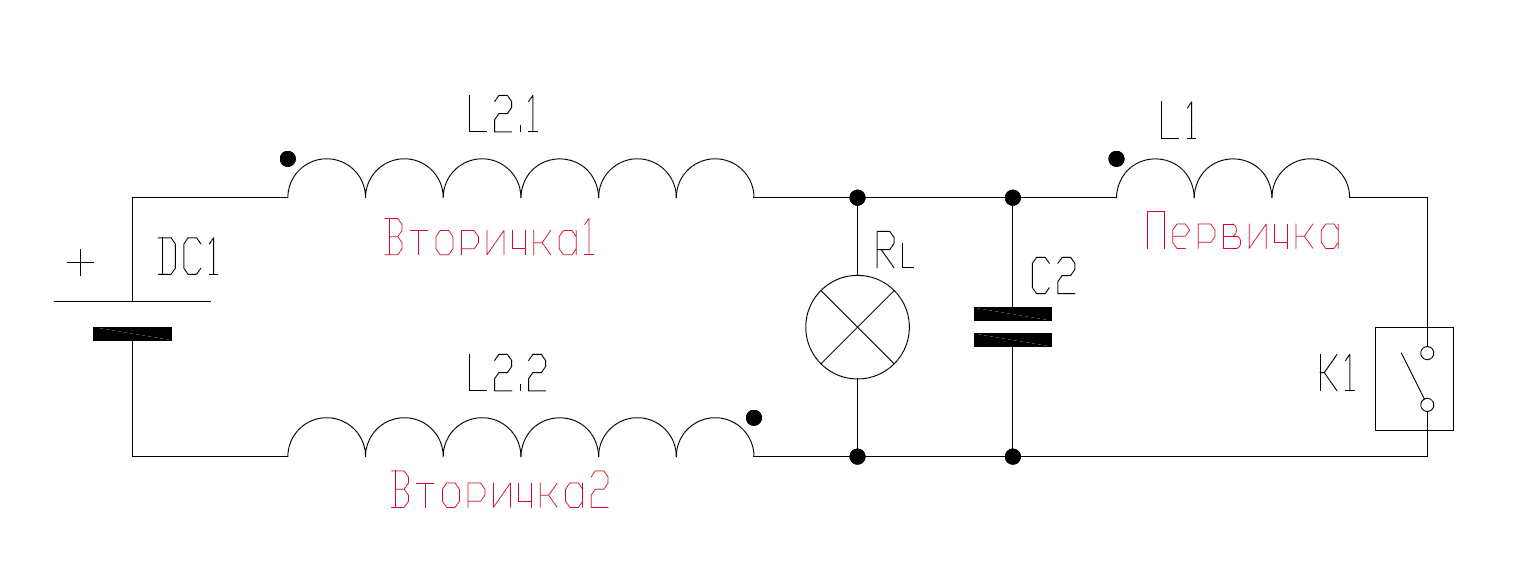 L2.1
L1
Вторичка1
Первичка
+ DC1
RL
C2
L2.2
K1
Вторичка2